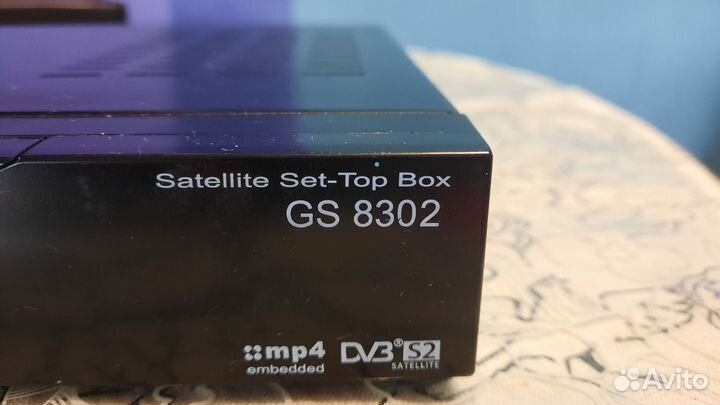 Satellite Set-Top Box
GS 8302
mp4
embedded
DVB® S2
SATELLITE
Avito